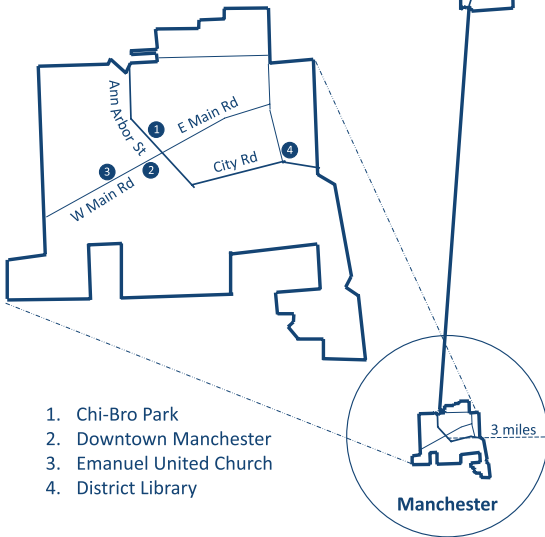 Ann Arbor St
1
E Main Rd
City Rd
4
3
2
W Main Rd
1. Chi-Bro Park
2. Downtown Manchester
3. Emanuel United Church
4. District Library
3 miles
Manchester